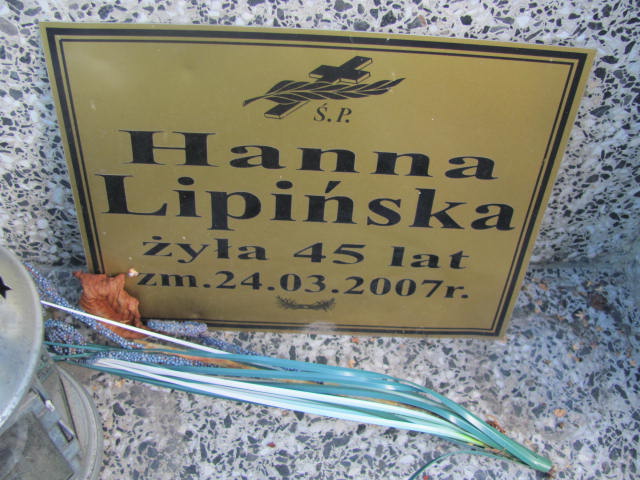 Ś.P.
Hanna
Lipińska
żyła 45 lat
zm.24.03.2007r.